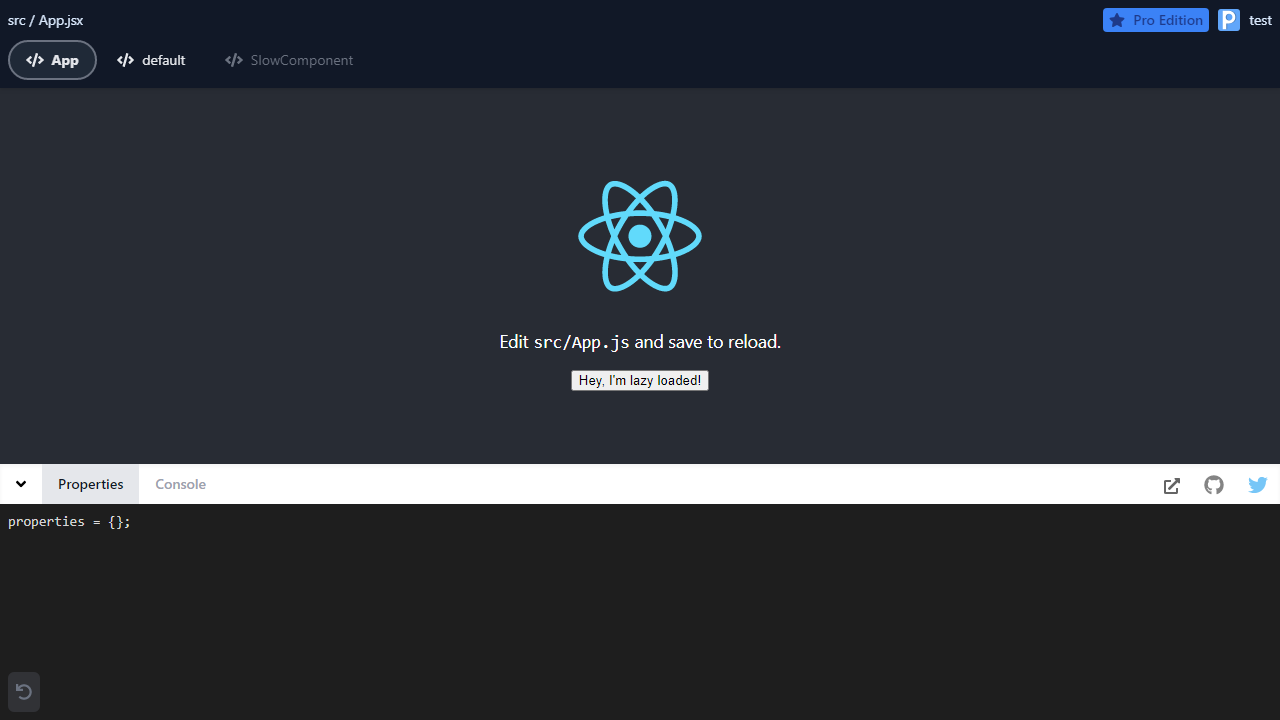 src / App.jsx
Pro Edition
P
test
App
default
SlowComponent
Edit src/App.js and save to reload.
Hey, I'm lazy loaded!
Properties
Console
properties = {};